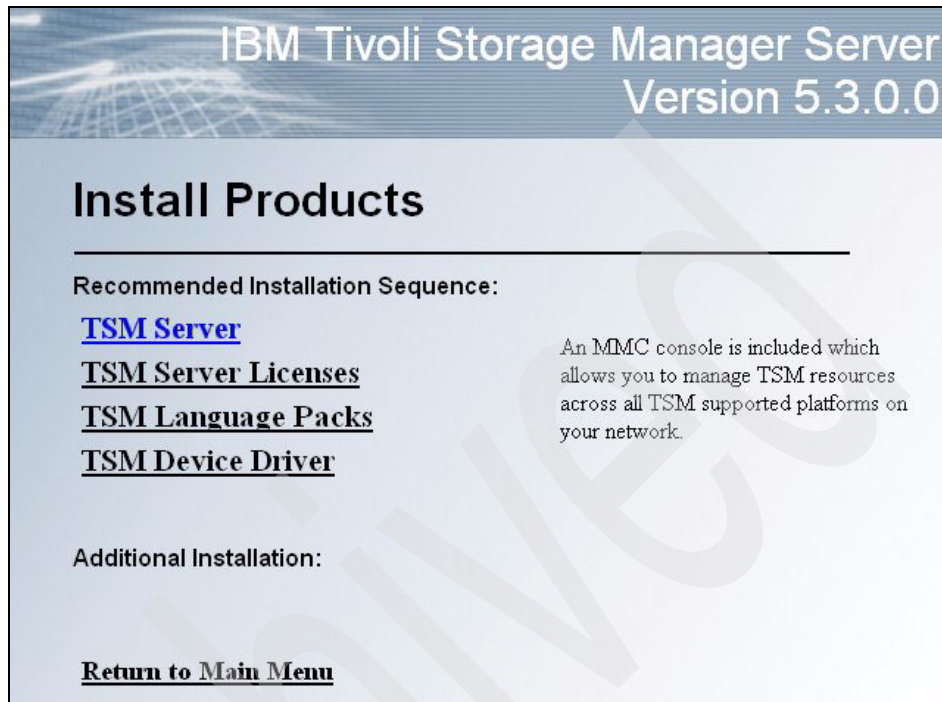 IBM Tivoli Storage Manager Server
Version 5.3.0.0
Install Products
Recommended Installation Sequence:
TSM Server
TSM Server Licenses
TSM Language Packs
TSM Device Driver
An MMC console is included which
allows you to manage TSM resources
across all TSM supported platforms on
your network.
Additional Installation:
Return to Main Menu